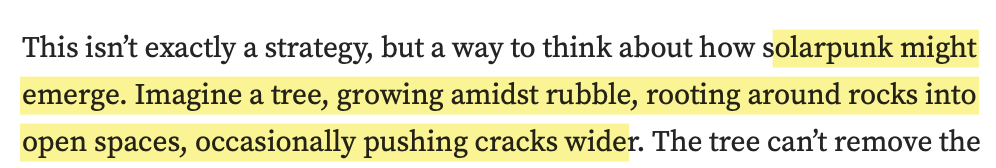 This isn’t exactly a strategy, but a way to think about how solarpunk might
emerge. Imagine a tree, growing amidst rubble, rooting around rocks into
open spaces, occasionally pushing cracks wider. The tree can’t remove the